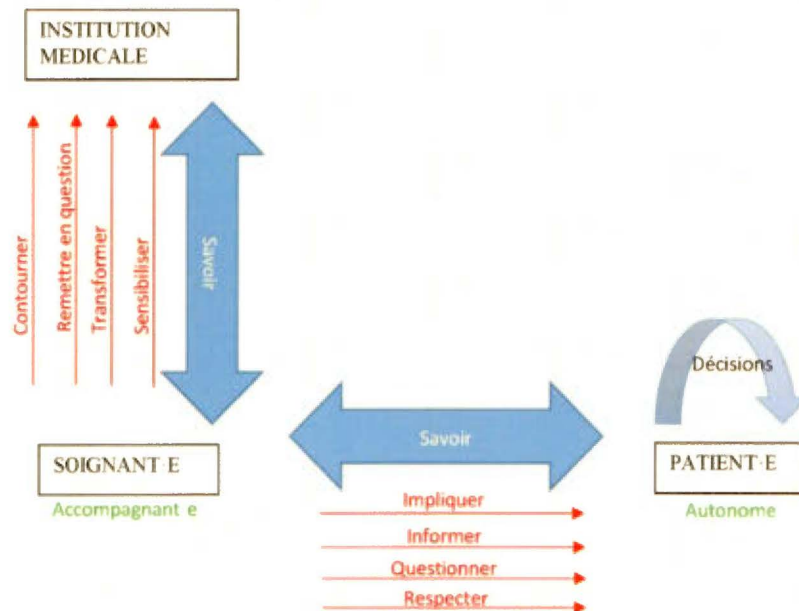 INSTITUTION
MEDICALE
Contourner
Remettre en question
Transformer
Sensibiliser
Savoir
Décisions
Savoir
SOIGNANT·E
Accompagnant e
PATIENT·E
Autonome
Impliquer
Informer
Questionner
Respecter